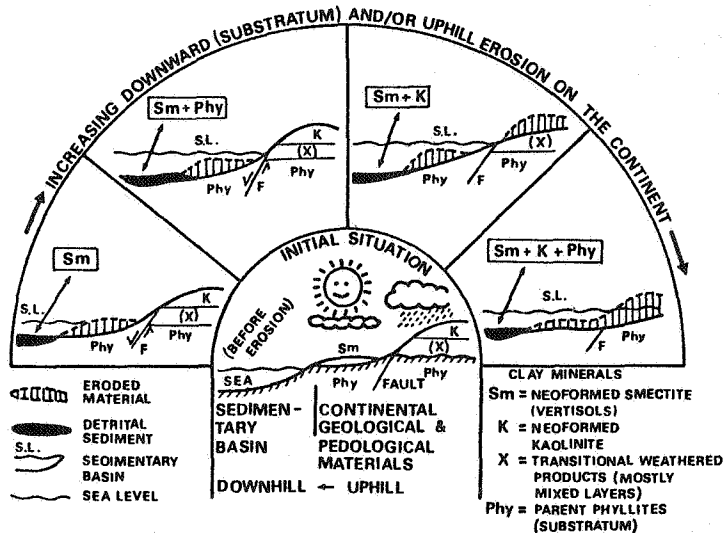 INCREASING DOWNWARD (SUBSTRATUM) AND/OR UPHILL EROSION ON THE CONTINENT
Sm
S.L.
K
(X)
Phy
Phy
F
Sm + Phy
S.L.
K
(X)
Phy
Phy
F
Sm + K
S.L.
(X)
Phy
Phy
F
Sm + K + Phy
S.L.
Phy
F
INITIAL SITUATION
(BEFORE
EROSION)
Sm
K
(X)
Phy
SEA
Phy
FAULT
SEDIMEN-
TARY
BASIN
CONTINENTAL
GEOLOGICAL &
PEDOLOGICAL
MATERIALS
DOWNHILL ← UPHILL
ERODED
MATERIAL
DETRITAL
SEDIMENT
S.L.
SEDIMENTARY
BASIN
SEA LEVEL
CLAY MINERALS
Sm = NEOFORMED SMECTITE
(VERTISOLS)
K = NEOFORMED
KAOLINITE
X = TRANSITIONAL WEATHERED
PRODUCTS (MOSTLY
MIXED LAYERS)
Phy = PARENT PHYLLITES
(SUBSTRATUM)